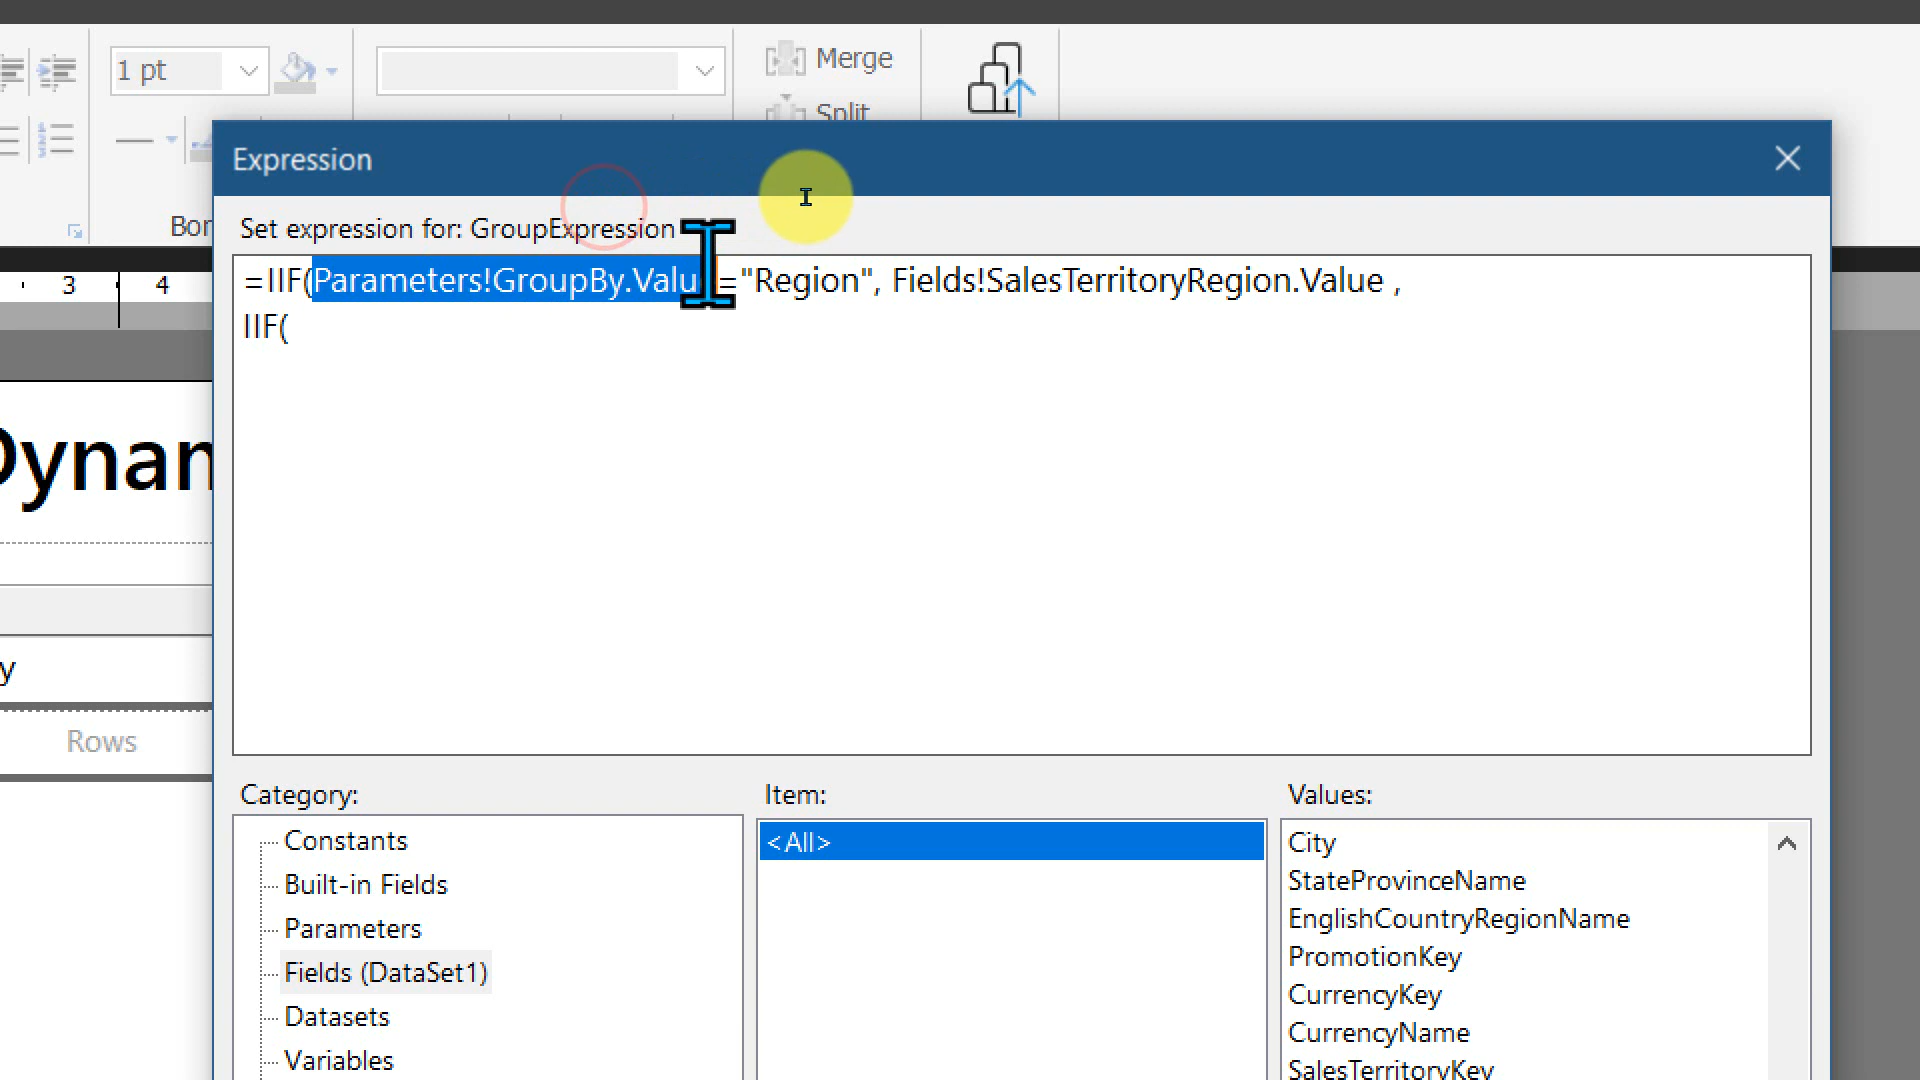 1 pt
Merge
Split
Bor
Expression
Set expression for: GroupExpression
3
4
=IIF(Parameters!GroupBy.Valu ="Region", Fields!SalesTerritoryRegion.Value ,
IIF(
Dynam
y
Rows
Category:
Item:
Values:
Constants
Built-in Fields
Parameters
Fields (DataSet1)
Datasets
Variables
<All>
City
StateProvinceName
EnglishCountryRegionName
PromotionKey
CurrencyKey
CurrencyName
SalesTerritoryKey